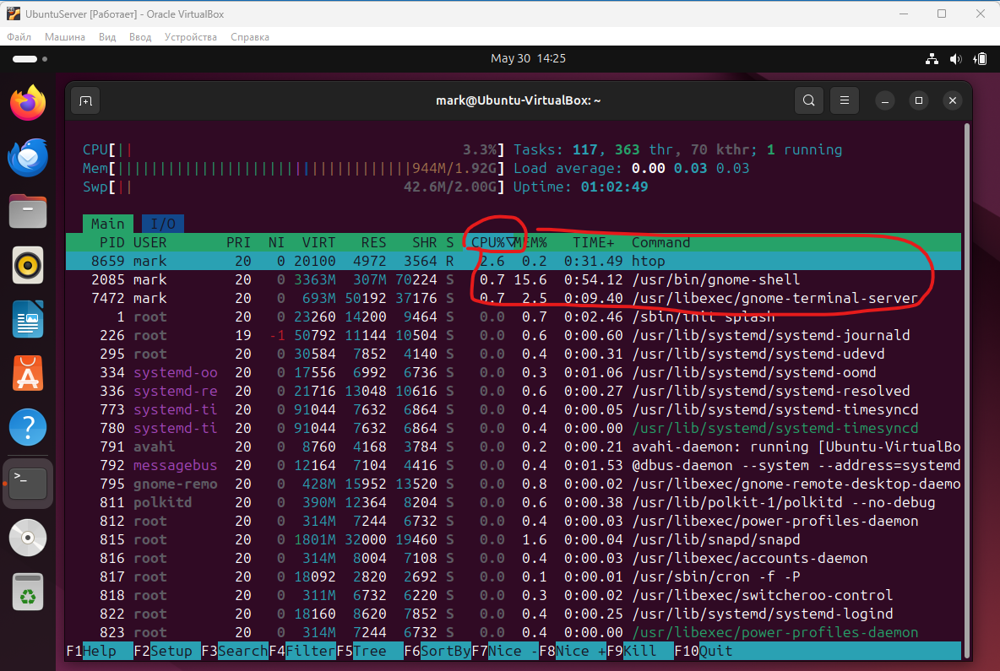 UbuntuServer [Работает] - Oracle VirtualBox
Файл Машина Вид Ввод Устройства Справка
May 30 14:25
mark@Ubuntu-VirtualBox: ~
CPU[|| 3.3%] Tasks: 117, 363 thr, 70 kthr; 1 running
Mem[||||||||||||||||||||||||||||||||||||944M/1.92G] Load average: 0.00 0.03 0.03
Swp[|| 42.6M/2.00G] Uptime: 01:02:49
Main I/O
PID USER PRI NI VIRT RES SHR S CPU%▽MEM% TIME+ Command
8659 mark 20 0 20100 4972 3564 R 2.6 0.2 0:31.49 htop
2085 mark 20 0 3363M 307M 70224 S 0.7 15.6 0:54.12 /usr/bin/gnome-shell
7472 mark 20 0 693M 50192 37176 S 0.7 2.5 0:09.40 /usr/libexec/gnome-terminal-server
1 root 20 0 23260 14200 9464 S 0.0 0.7 0:02.46 /sbin/init splash
226 root 19 -1 50792 11144 10504 S 0.0 0.6 0:00.60 /usr/lib/systemd/systemd-journald
295 root 20 0 30584 7852 4140 S 0.0 0.4 0:00.31 /usr/lib/systemd/systemd-udevd
334 systemd-oo 20 0 17556 6992 6736 S 0.0 0.3 0:01.06 /usr/lib/systemd/systemd-oomd
336 systemd-re 20 0 21716 13048 10616 S 0.0 0.6 0:00.27 /usr/lib/systemd/systemd-resolved
773 systemd-ti 20 0 91044 7632 6864 S 0.0 0.4 0:00.05 /usr/lib/systemd/systemd-timesyncd
780 systemd-ti 20 0 91044 7632 6864 S 0.0 0.4 0:00.00 /usr/lib/systemd/systemd-timesyncd
791 avahi 20 0 8760 4168 3784 S 0.0 0.2 0:00.21 avahi-daemon: running [Ubuntu-VirtualBo
792 messagebus 20 0 12164 7104 4416 S 0.0 0.4 0:01.53 @dbus-daemon --system --address=systemd
795 gnome-remo 20 0 428M 15952 13520 S 0.0 0.8 0:00.02 /usr/libexec/gnome-remote-desktop-daemo
811 polkitd 20 0 390M 12364 8204 S 0.0 0.6 0:00.38 /usr/lib/polkit-1/polkitd --no-debug
812 root 20 0 314M 7244 6732 S 0.0 0.4 0:00.03 /usr/libexec/power-profiles-daemon
815 root 20 0 1801M 32000 19460 S 0.0 1.6 0:00.04 /usr/lib/snapd/snapd
816 root 20 0 314M 8004 7108 S 0.0 0.4 0:00.03 /usr/libexec/accounts-daemon
817 root 20 0 18092 2820 2692 S 0.0 0.1 0:00.01 /usr/sbin/cron -f -P
818 root 20 0 311M 6732 6220 S 0.0 0.3 0:00.02 /usr/libexec/switcheroo-control
822 root 20 0 18160 8620 7852 S 0.0 0.4 0:00.25 /usr/lib/systemd/systemd-logind
823 root 20 0 314M 7244 6732 S 0.0 0.4 0:00.00 /usr/libexec/power-profiles-daemon
F1Help F2Setup F3SearchF4FilterF5Tree F6SortByF7Nice -F8Nice +F9Kill F10Quit